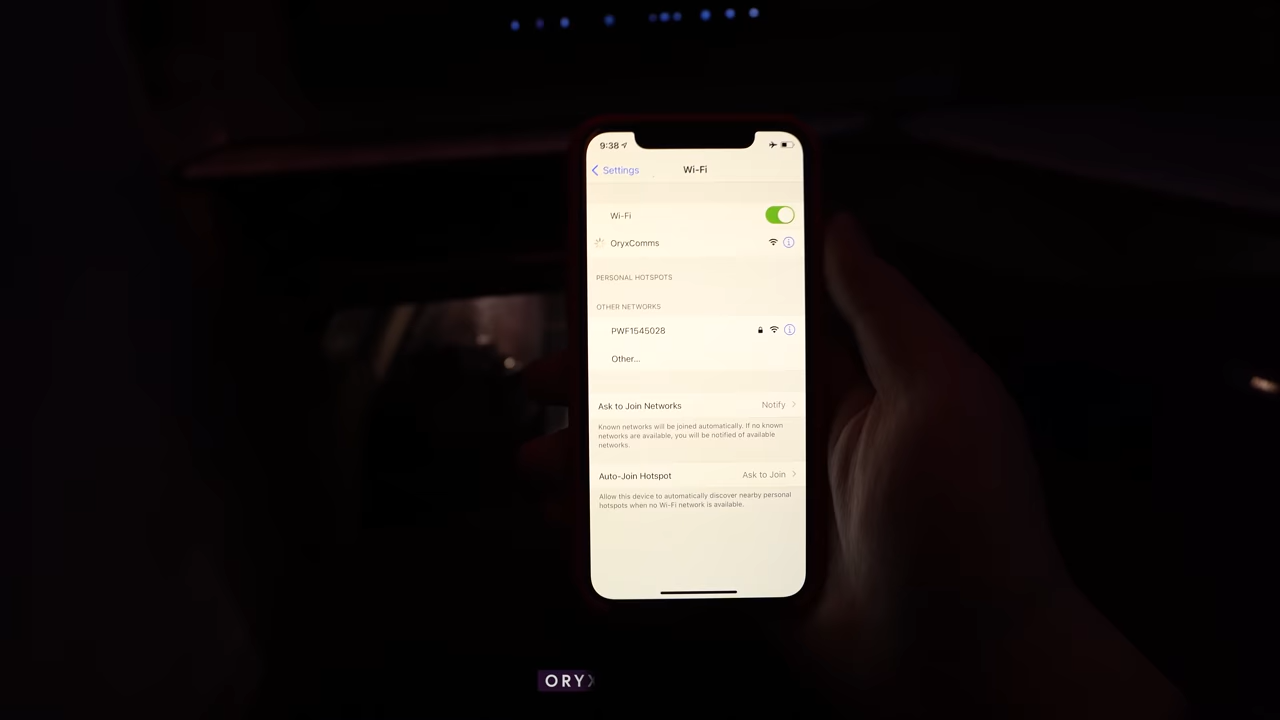 9:38
Settings
Wi-Fi
Wi-Fi
OryxComms
PERSONAL HOTSPOTS
OTHER NETWORKS
PWF1545028
Other...
Ask to Join Networks Notify
Known networks will be joined automatically. If no known
networks are available, you will be notified of available
networks.
Auto-Join Hotspot Ask to Join
Allow this device to automatically discover nearby personal
hotspots when no Wi-Fi network is available.
ORYX